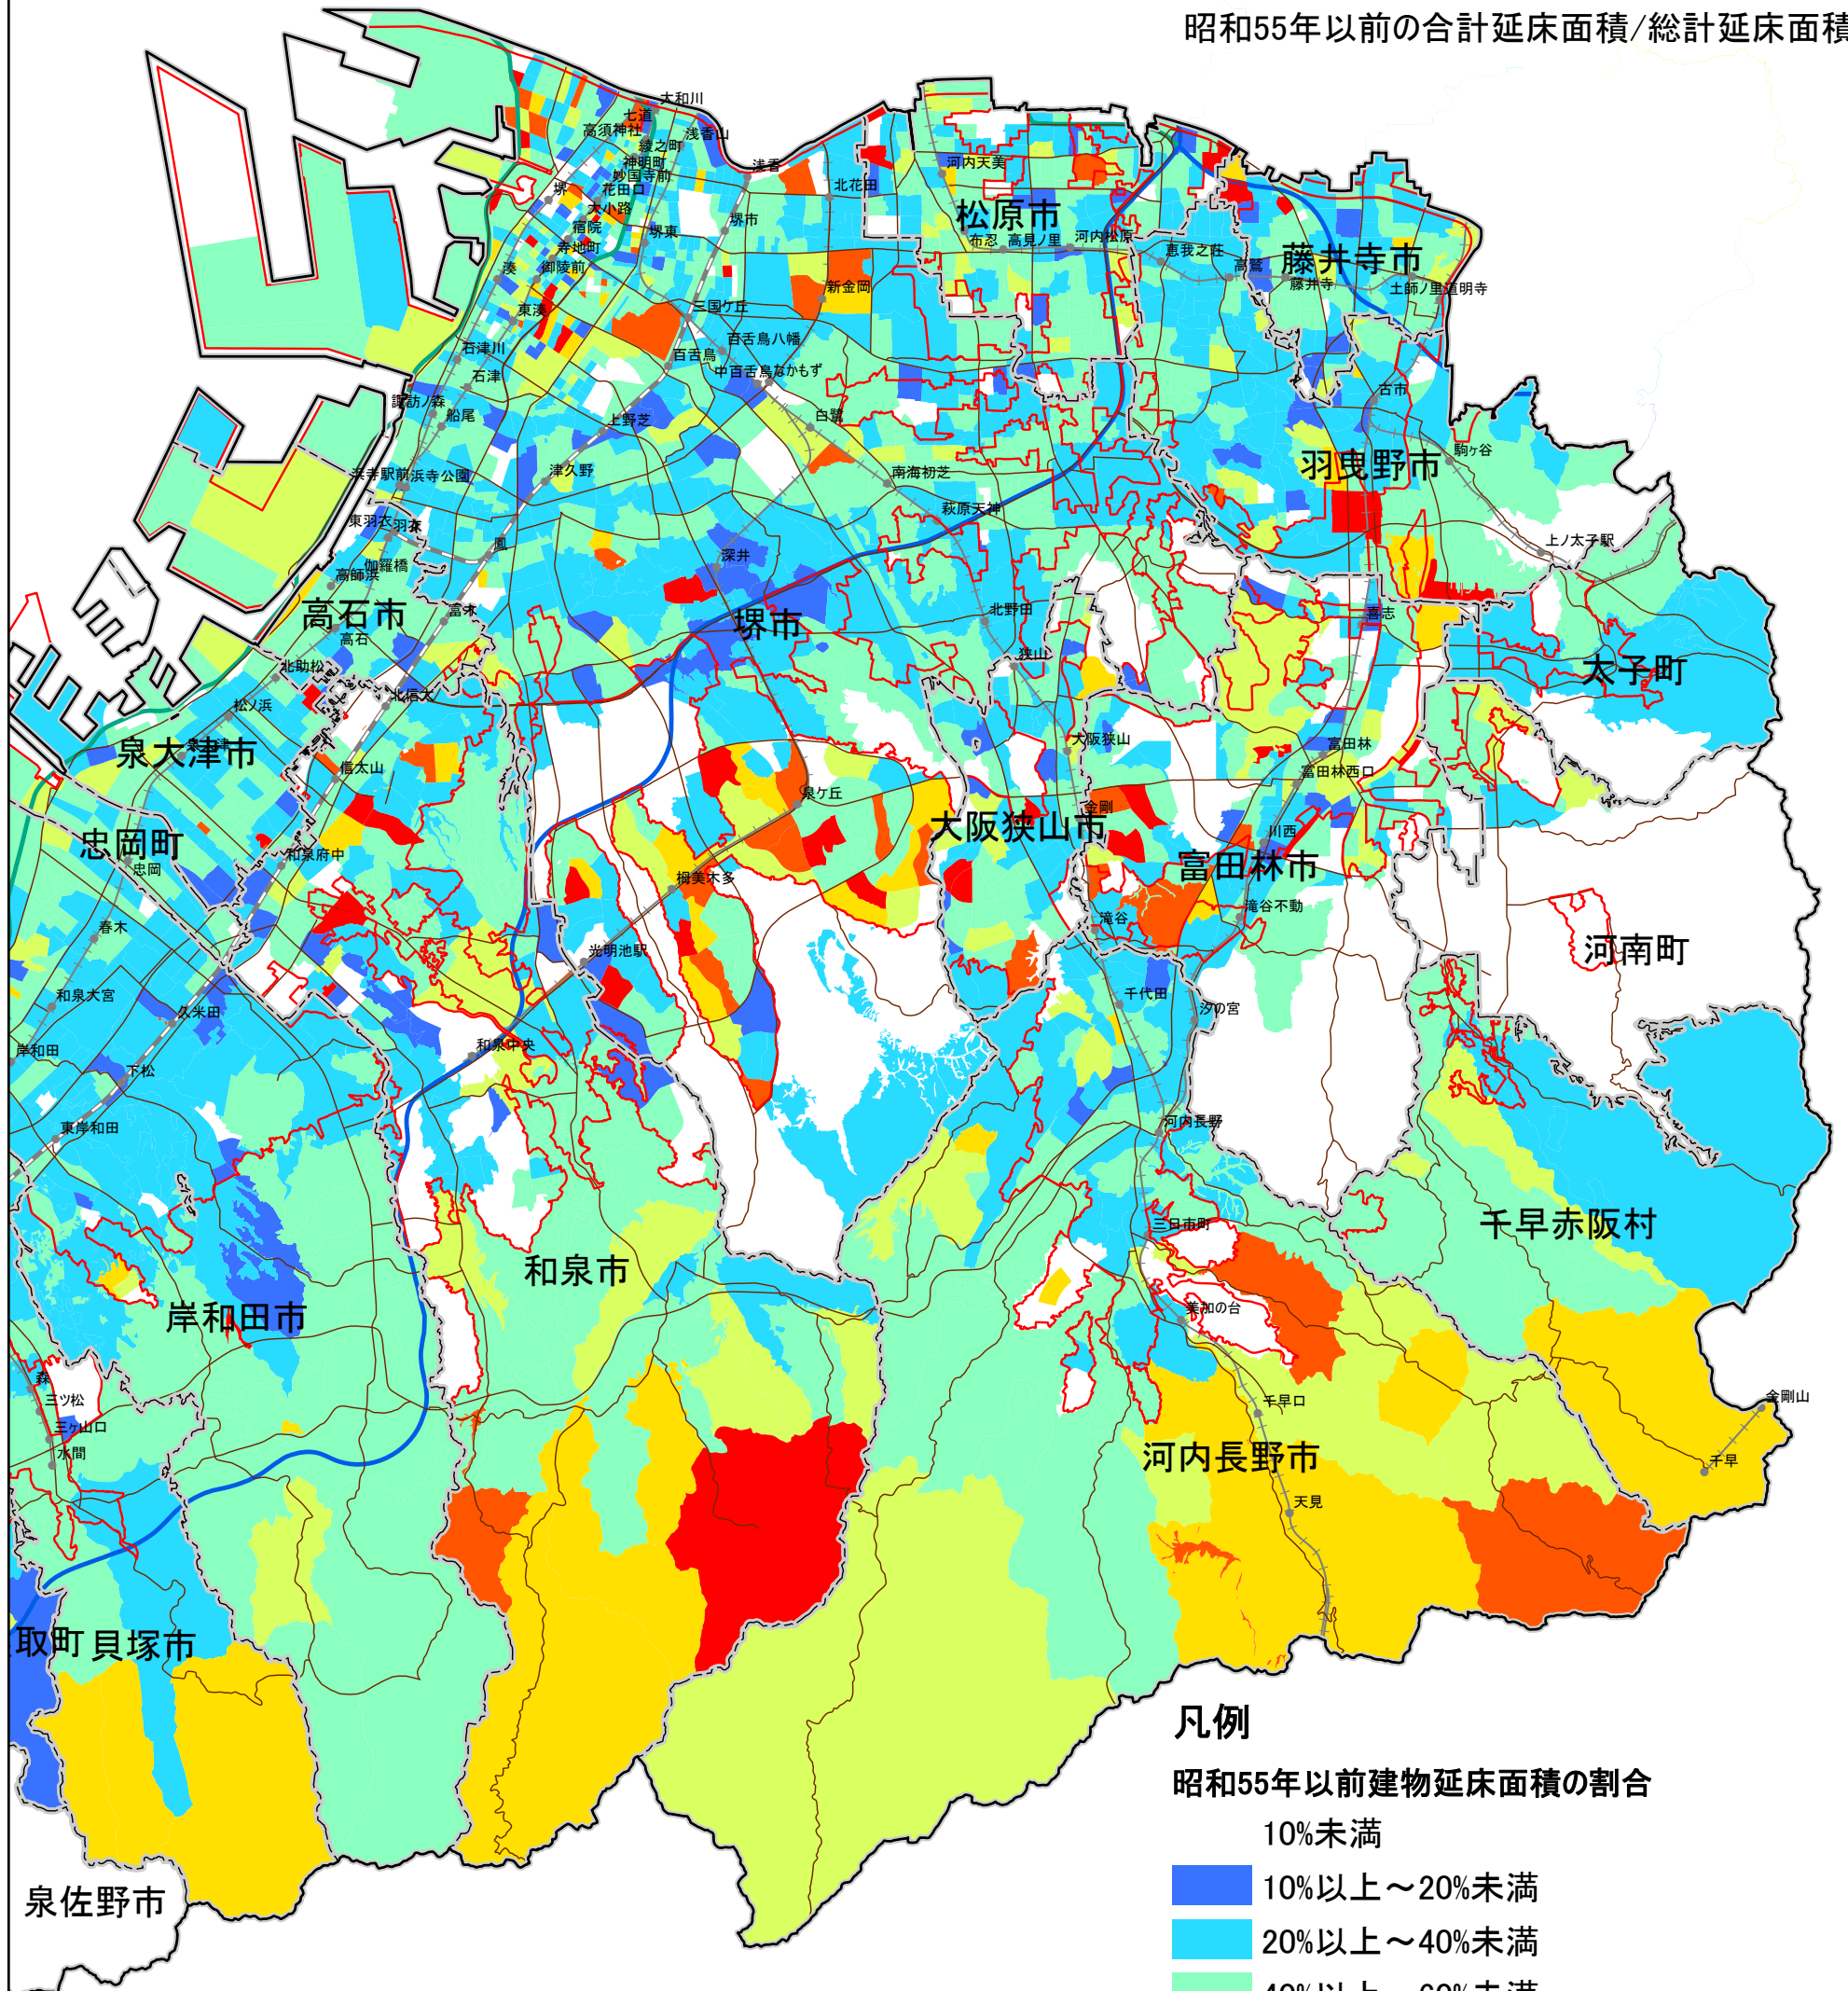 昭和55年以前の合計延床面積/総計延床面積
大和川
七道
高須神社
浅香山
綾之町
神明町
妙国寺前
浅香
花田口
堺
大小路
北花田
河内天美
松原市
宿院
堺市
堺東
寺地町
布忍
高見ノ里
河内松原
恵我之荘
高鷲
藤井寺市
藤井寺
土師ノ里
道明寺
湊
御陵前
新金岡
東湊
三国ケ丘
百舌鳥八幡
石津川
百舌鳥
石津
中百舌鳥
なかもず
諏訪ノ森
船尾
上野芝
白鷺
古市
駒ヶ谷
羽曳野市
浜寺駅前
浜寺公園
津久野
南海初芝
萩原天神
東羽衣
羽衣
鳳
深井
上ノ太子駅
伽羅橋
高師浜
高石市
富木
堺市
北野田
喜志
高石
狭山
太子町
北助松
北信太
松ノ浜
泉大津市
大阪狭山
富田林
信太山
富田林西口
泉ケ丘
金剛
大阪狭山市
川西
忠岡町
忠岡
和泉府中
富田林市
栂美木多
滝谷不動
滝谷
春木
光明池駅
河南町
和泉大宮
久米田
千代田
汐の宮
岸和田
和泉中央
下松
東岸和田
河内長野
三日市町
千早赤阪村
和泉市
岸和田市
美加の台
森
三ツ松
千早口
金剛山
三ヶ山口
水間
河内長野市
千早
天見
取町
貝塚市
凡例
昭和55年以前建物延床面積の割合
10%未満
10%以上～20%未満
泉佐野市
20%以上～40%未満